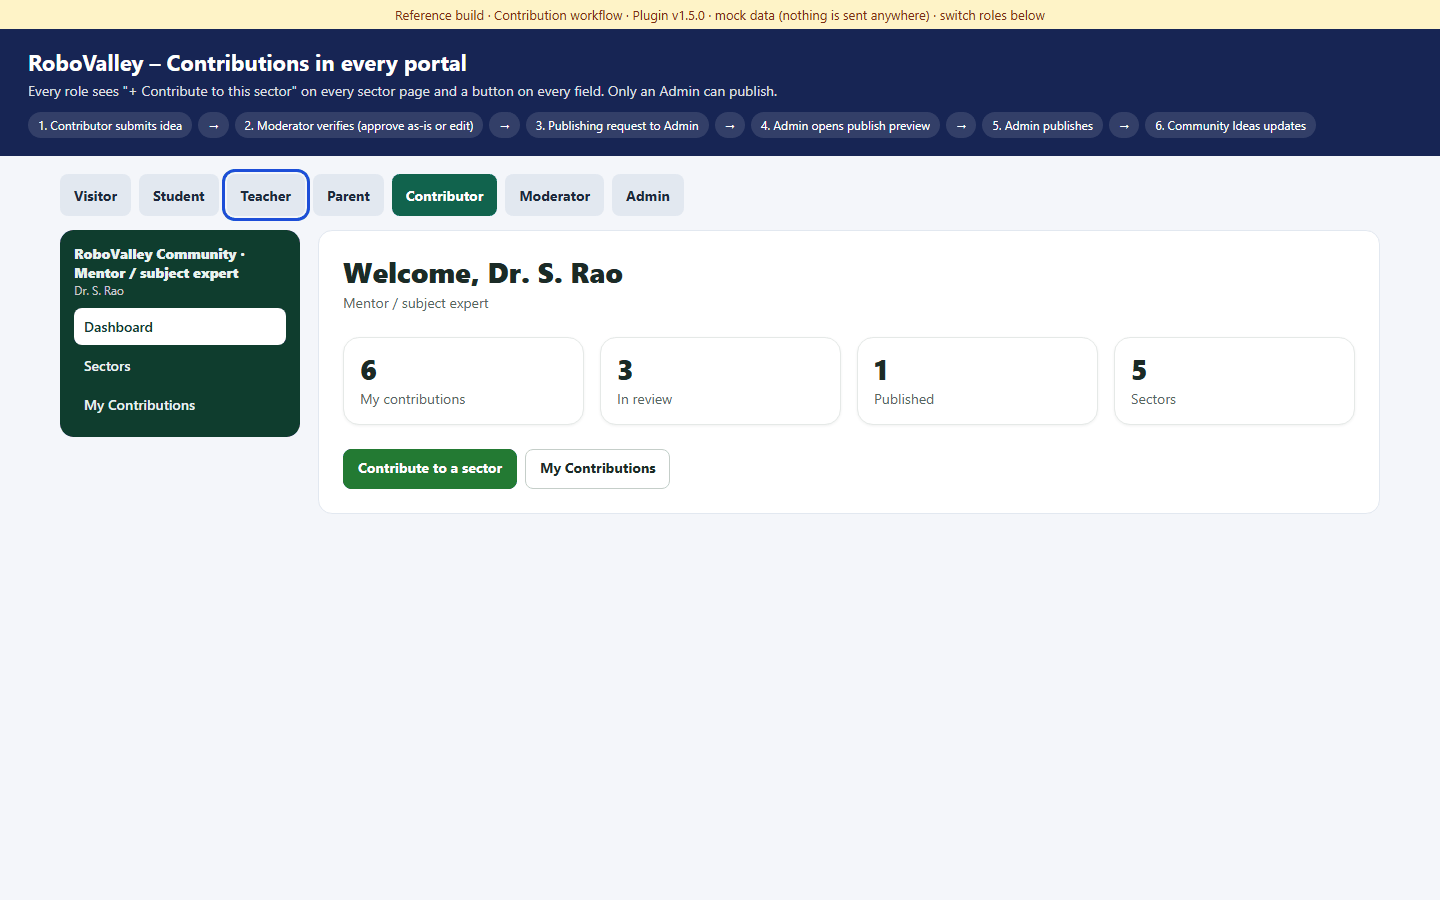 Reference build · Contribution workflow · Plugin v1.5.0 · mock data (nothing is sent anywhere) · switch roles below
RoboValley – Contributions in every portal
Every role sees "+ Contribute to this sector" on every sector page and a button on every field. Only an Admin can publish.
1. Contributor submits idea → 2. Moderator verifies (approve as-is or edit) → 3. Publishing request to Admin → 4. Admin opens publish preview → 5. Admin publishes → 6. Community Ideas updates
Visitor Student Teacher Parent Contributor Moderator Admin
RoboValley Community ·
Mentor / subject expert
Dr. S. Rao
Dashboard
Sectors
My Contributions
Welcome, Dr. S. Rao
Mentor / subject expert
6 3 1 5
My contributions In review Published Sectors
Contribute to a sector My Contributions